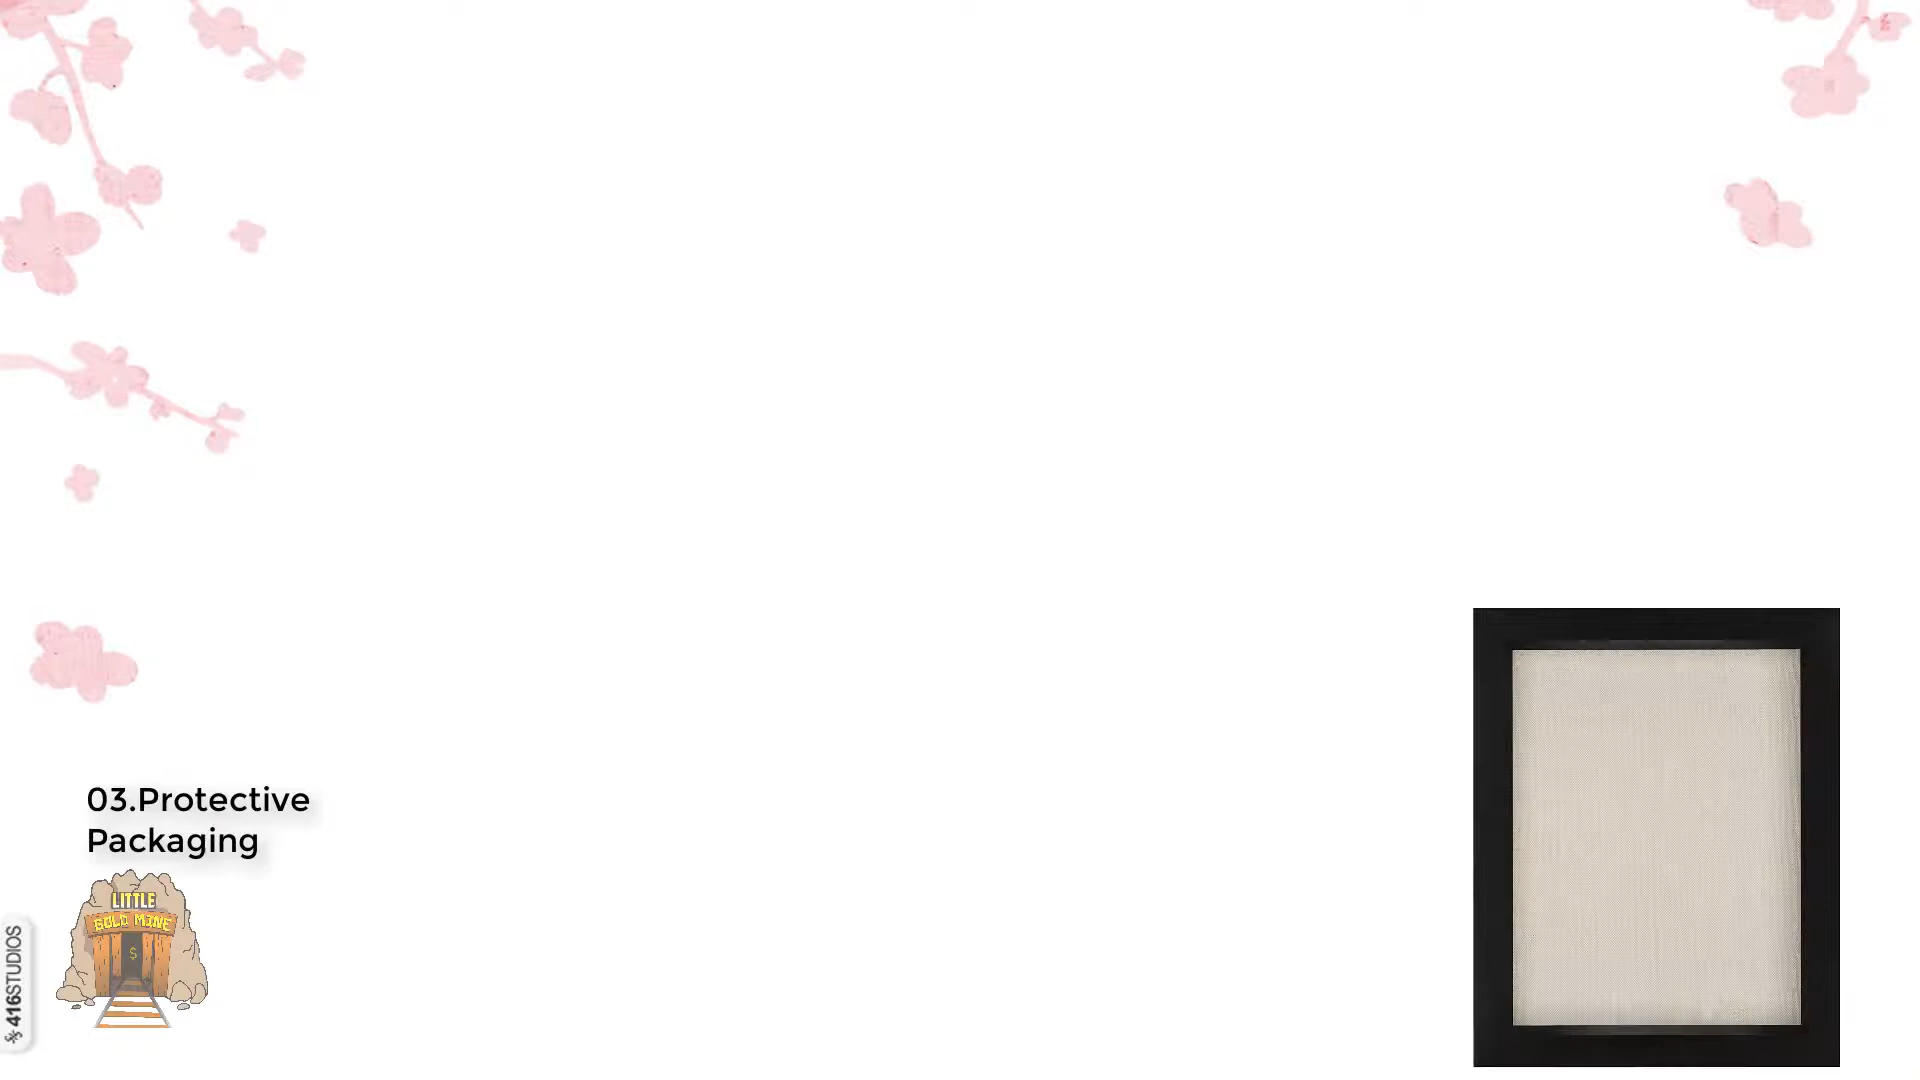 03.Protective
Packaging
LITTLE
GOLD MINE
$
416STUDIOS